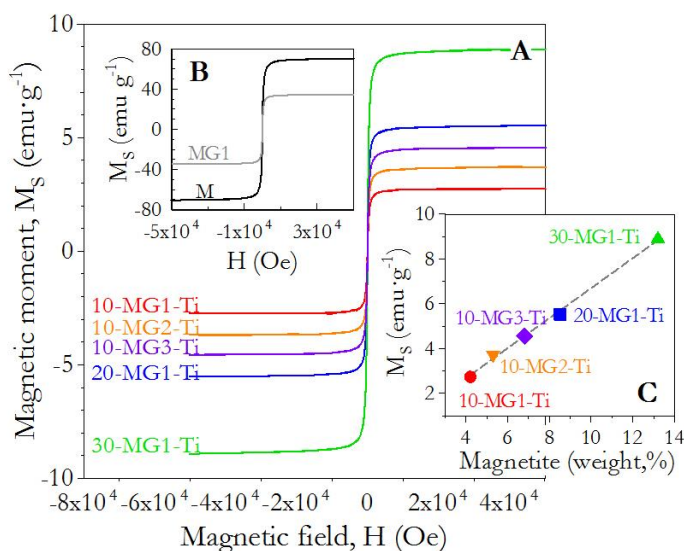 10
5
0
-5
-10
Magnetic moment, Mₛ (emu·g⁻¹)
-8x10⁴
-6x10⁴
-4x10⁴
-2x10⁴
0
2x10⁴
4x10⁴
Magnetic field, H (Oe)
A
10-MG1-Ti
10-MG2-Ti
10-MG3-Ti
20-MG1-Ti
30-MG1-Ti
B
80
40
0
-40
-80
Mₛ (emu g⁻¹)
MG1
M
-5x10⁴
-1x10⁴
3x10⁴
H (Oe)
10
8
6
4
2
Mₛ (emu·g⁻¹)
30-MG1-Ti
10-MG3-Ti
20-MG1-Ti
10-MG2-Ti
10-MG1-Ti
C
4
6
8
10
12
14
Magnetite (weight,%)